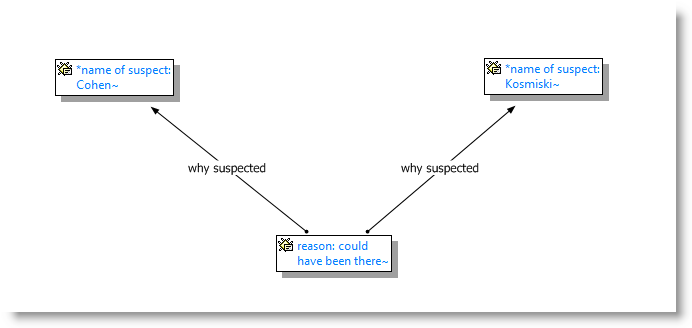 *name of suspect:
Cohen~
*name of suspect:
Kosmiski~
why suspected
why suspected
reason: could
have been there~